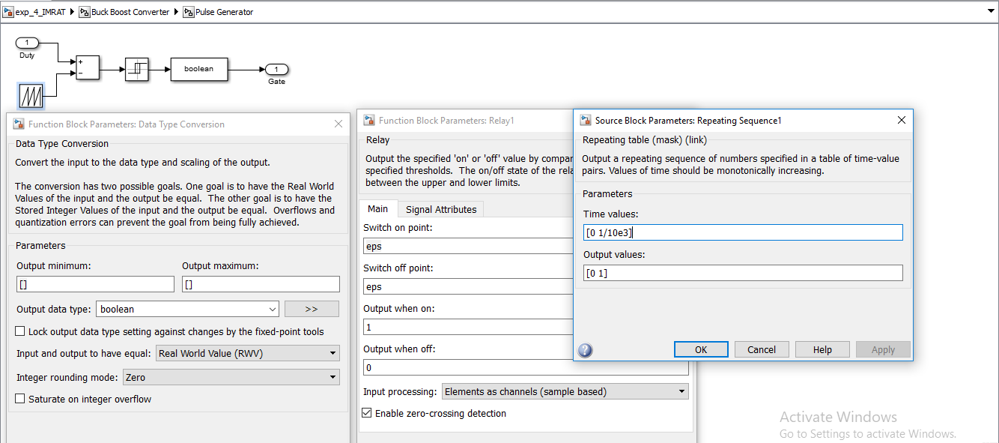 exp_4_IMRAT Buck Boost Converter Pulse Generator
1
Duty
+
−
boolean
1
Gate
Function Block Parameters: Data Type Conversion
Data Type Conversion
Convert the input to the data type and scaling of the output.
The conversion has two possible goals. One goal is to have the Real World
Values of the input and the output be equal. The other goal is to have the
Stored Integer Values of the input and the output be equal. Overflows and
quantization errors can prevent the goal from being fully achieved.
Parameters
Output minimum: Output maximum:
[] []
Output data type: boolean >>
Lock output data type setting against changes by the fixed-point tools
Input and output to have equal: Real World Value (RWV)
Integer rounding mode: Zero
Saturate on integer overflow
Function Block Parameters: Relay1
Relay
Output the specified 'on' or 'off' value by compar
specified thresholds. The on/off state of the rela
between the upper and lower limits.
Main Signal Attributes
Switch on point:
eps
Switch off point:
eps
Output when on:
1
Output when off:
0
Input processing: Elements as channels (sample based)
Enable zero-crossing detection
Source Block Parameters: Repeating Sequence1
Repeating table (mask) (link)
Output a repeating sequence of numbers specified in a table of time-value
pairs. Values of time should be monotonically increasing.
Parameters
Time values:
[0 1/10e3]
Output values:
[0 1]
? OK Cancel Help Apply
Activate Windows
Go to Settings to activate Windows.